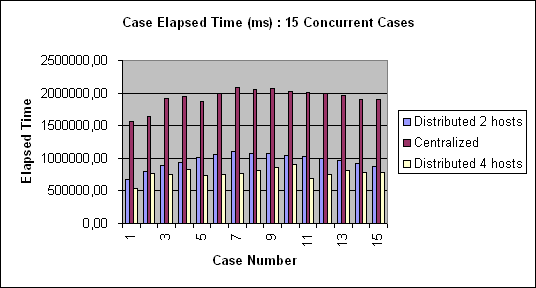 Case Elapsed Time (ms) : 15 Concurrent Cases
2500000,00
2000000,00
1500000,00
1000000,00
500000,00
0,00
Elapsed Time
1 3 5 7 9 11 13 15
Case Number
Distributed 2 hosts
Centralized
Distributed 4 hosts